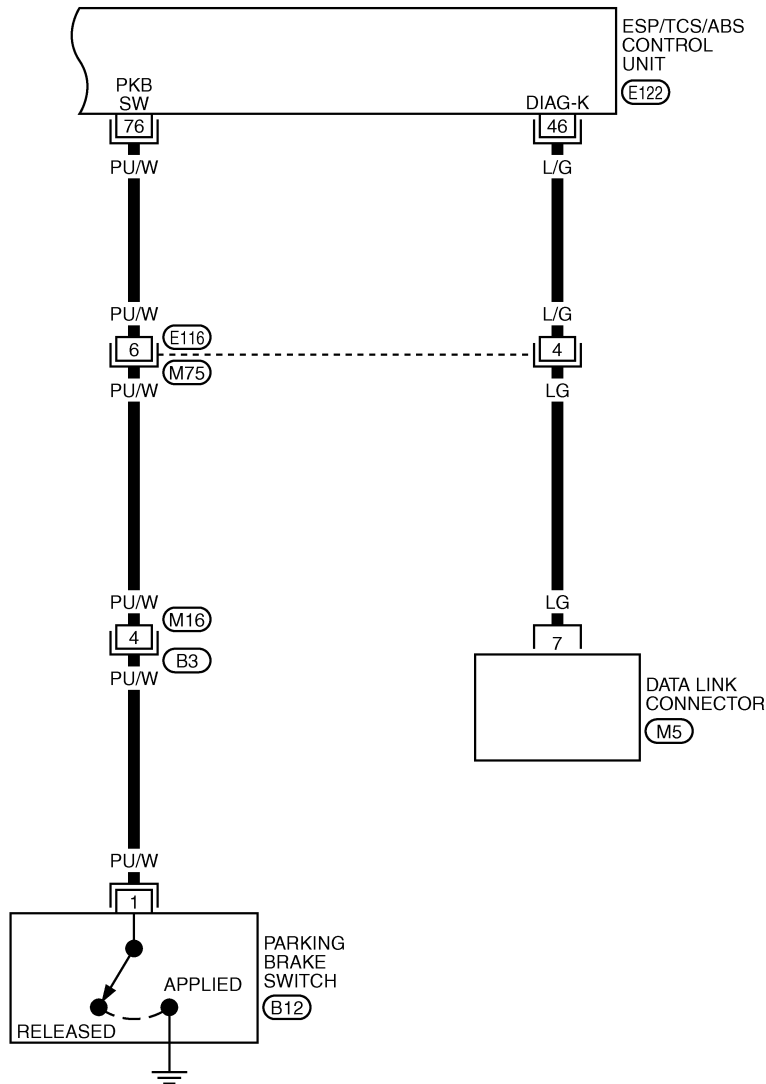 ESP/TCS/ABS
CONTROL
UNIT
E122
PKB
SW
DIAG-K
76
46
PU/W
L/G
PU/W
L/G
6
E116
4
M75
PU/W
LG
PU/W
LG
M16
4
B3
7
PU/W
DATA LINK
CONNECTOR
M5
PU/W
1
PARKING
BRAKE
SWITCH
B12
APPLIED
RELEASED